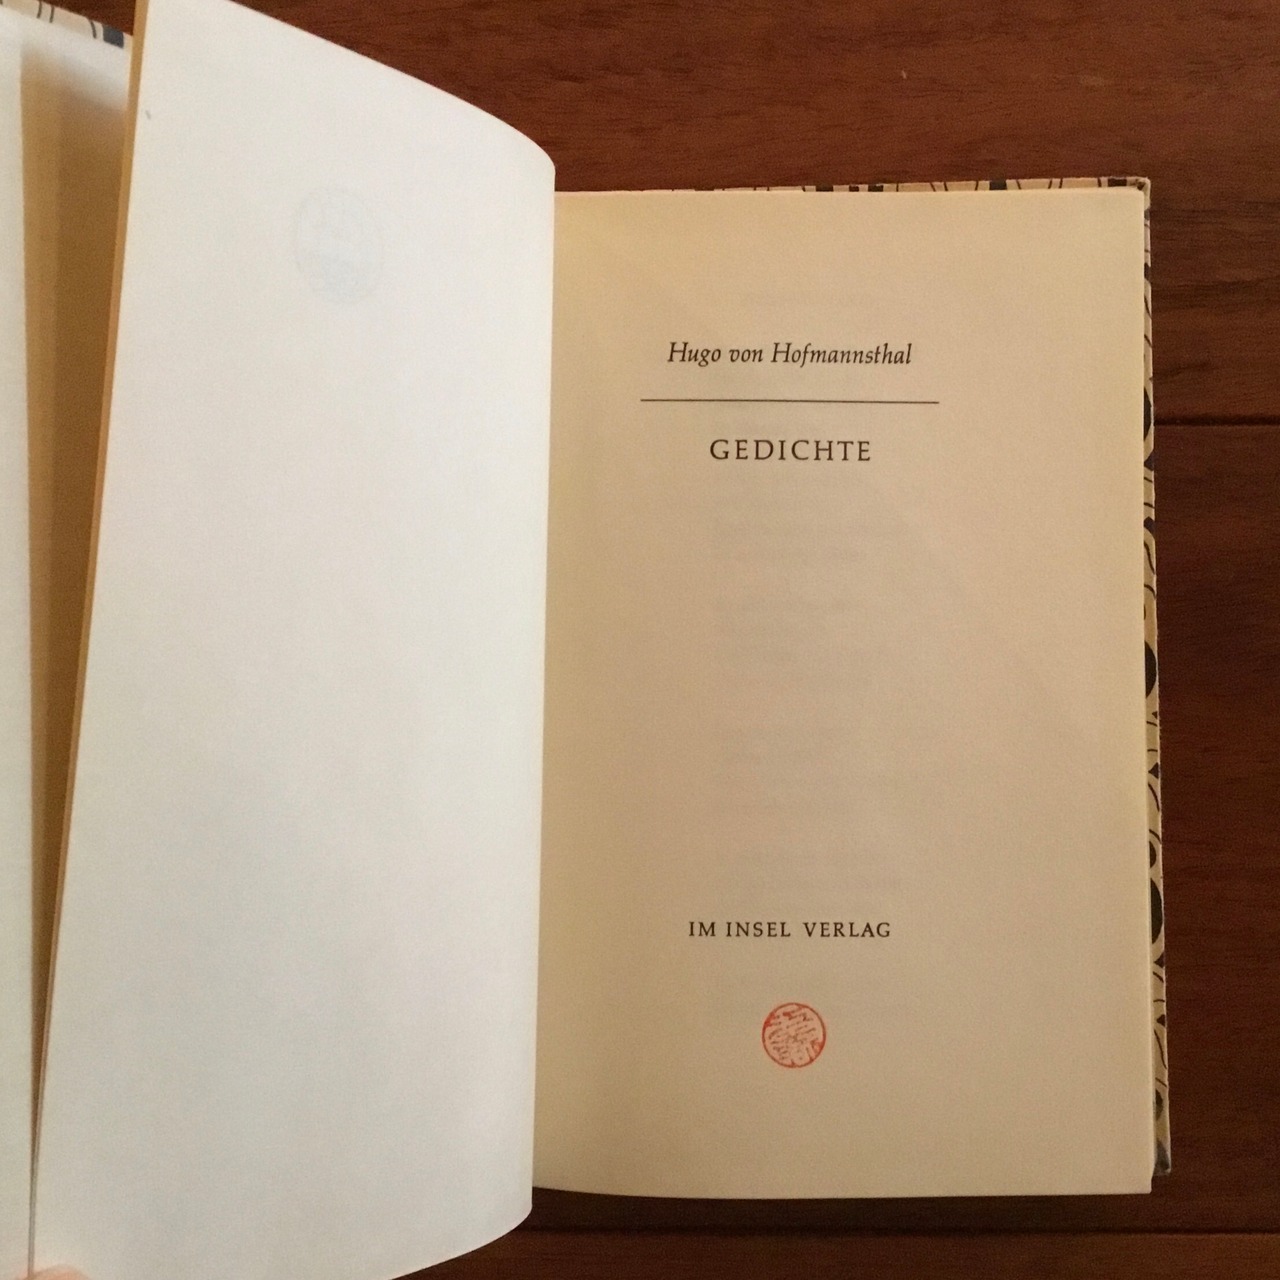 Hugo von Hofmannsthal
GEDICHTE
IM INSEL VERLAG